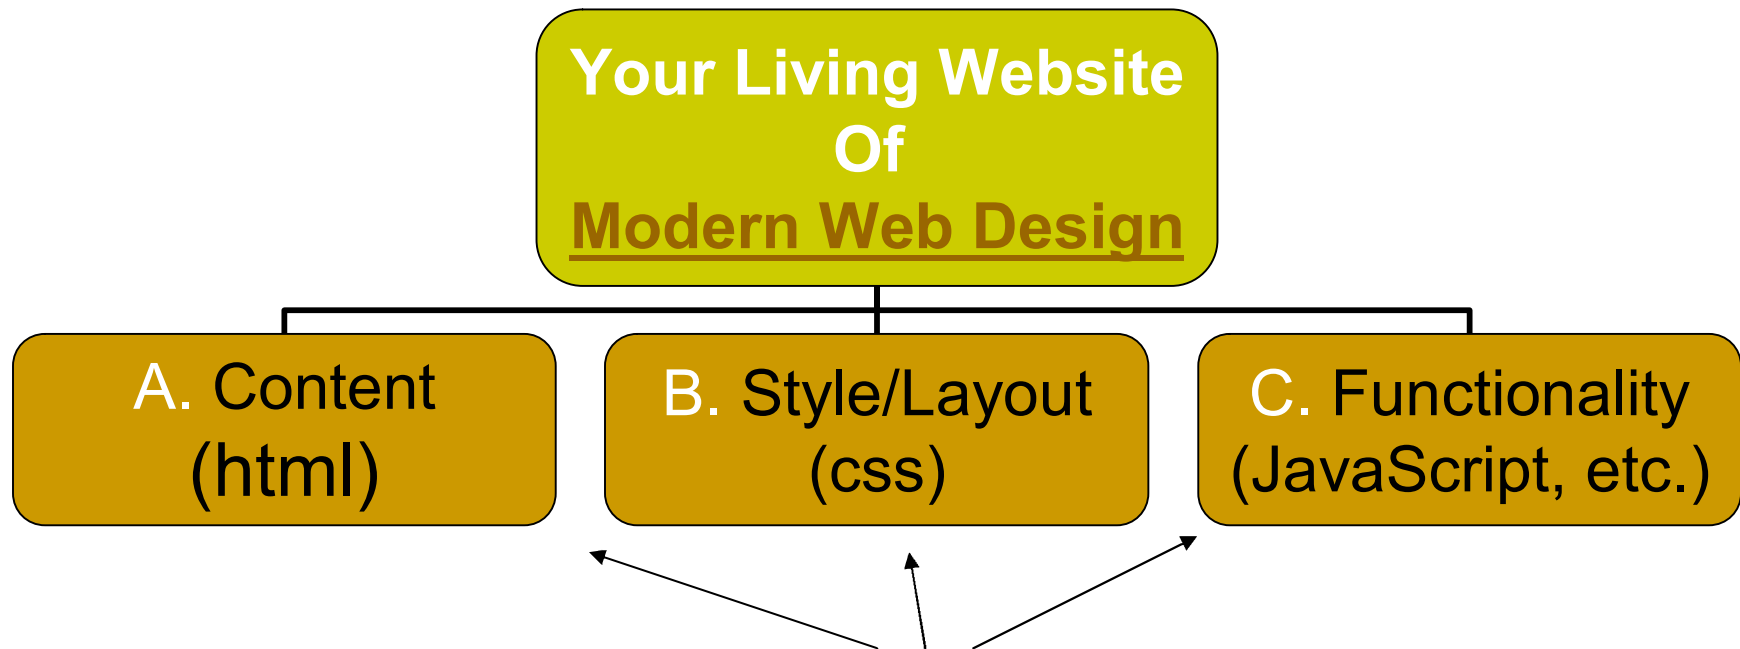 Your Living Website
Of
Modern Web Design
A. Content
(html)
B. Style/Layout
(css)
C. Functionality
(JavaScript, etc.)